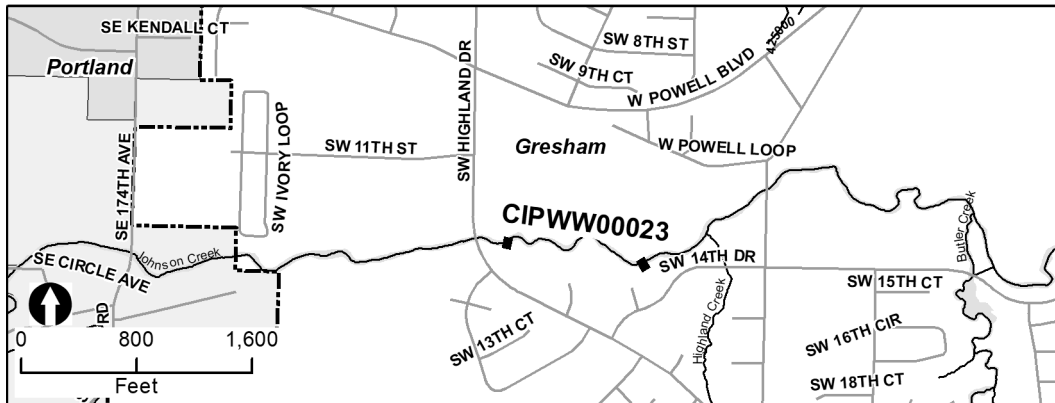 SE KENDALL CT
Portland
SE 174TH AVE
SW IVORY LOOP
SW 11TH ST
SW HIGHLAND DR
SW 8TH ST
SW 9TH CT
W POWELL BLVD
425000
Gresham
W POWELL LOOP
CIPWW00023
Johnson Creek
SE CIRCLE AVE
RD
SW 13TH CT
SW 14TH DR
Highland Creek
Butler Creek
SW 15TH CT
SW 16TH CIR
SW 18TH CT
0 800 1,600
Feet